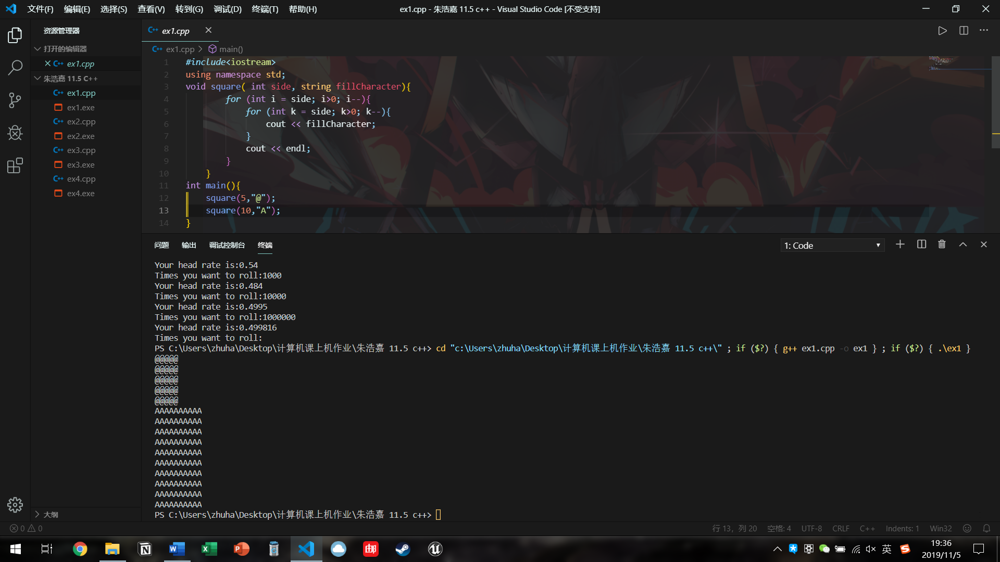 文件(F) 编辑(E) 选择(S) 查看(V) 转到(G) 调试(D) 终端(T) 帮助(H) ex1.cpp - 朱浩嘉 11.5 c++ - Visual Studio Code [不受支持]
资源管理器
打开的编辑器
ex1.cpp
朱浩嘉 11.5 C++
ex1.cpp
ex1.exe
ex2.cpp
ex2.exe
ex3.cpp
ex3.exe
ex4.cpp
ex4.exe
大纲
ex1.cpp
ex1.cpp > main()
1 #include<iostream>
2 using namespace std;
3 void square( int side, string fillCharacter){
4 for (int i = side; i>0; i--){
5 for (int k = side; k>0; k--){
6 cout << fillCharacter;
7 }
8 cout << endl;
9 }
10 }
11 int main(){
12 square(5,"@");
13 square(10,"A");
14 }
问题 输出 调试控制台 终端 1: Code
Your head rate is:0.54
Times you want to roll:1000
Your head rate is:0.484
Times you want to roll:10000
Your head rate is:0.4995
Times you want to roll:1000000
Your head rate is:0.499816
Times you want to roll:
PS C:\Users\zhuha\Desktop\计算机课上机作业\朱浩嘉 11.5 c++> cd "c:\Users\zhuha\Desktop\计算机课上机作业\朱浩嘉 11.5 c++\" ; if ($?) { g++ ex1.cpp -o ex1 } ; if ($?) { .\ex1 }
@@@@@
@@@@@
@@@@@
@@@@@
@@@@@
AAAAAAAAAA
AAAAAAAAAA
AAAAAAAAAA
AAAAAAAAAA
AAAAAAAAAA
AAAAAAAAAA
AAAAAAAAAA
AAAAAAAAAA
AAAAAAAAAA
AAAAAAAAAA
PS C:\Users\zhuha\Desktop\计算机课上机作业\朱浩嘉 11.5 c++>
0 0 行 13，列 20 空格: 4 UTF-8 CRLF C++ Indents: 1 Win32
英 19:36
2019/11/5